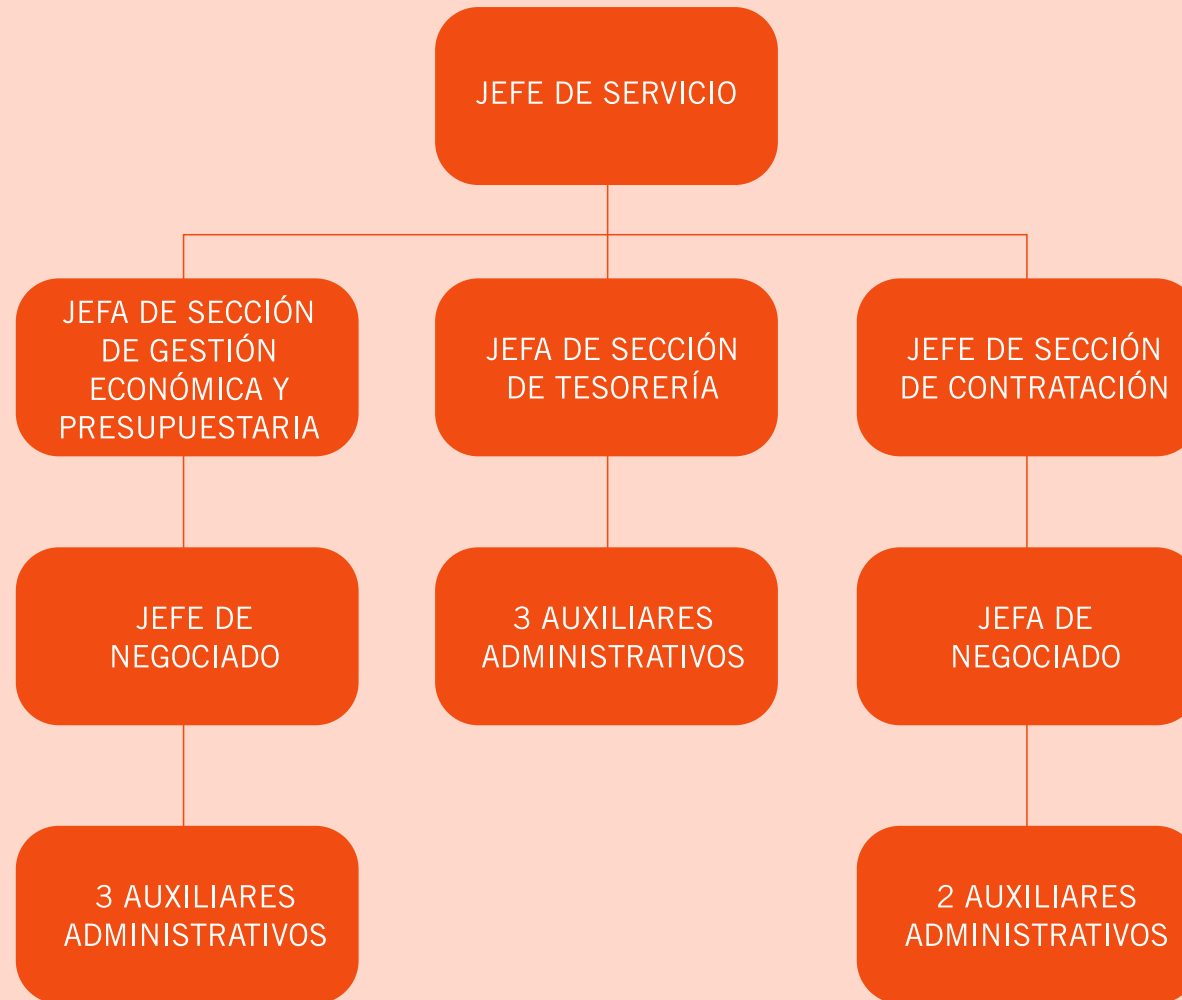 JEFE DE SERVICIO
JEFA DE SECCIÓN
DE GESTIÓN
ECONÓMICA Y
PRESUPUESTARIA
JEFA DE SECCIÓN
DE TESORERÍA
JEFE DE SECCIÓN
DE CONTRATACIÓN
JEFE DE
NEGOCIADO
3 AUXILIARES
ADMINISTRATIVOS
JEFA DE
NEGOCIADO
3 AUXILIARES
ADMINISTRATIVOS
2 AUXILIARES
ADMINISTRATIVOS